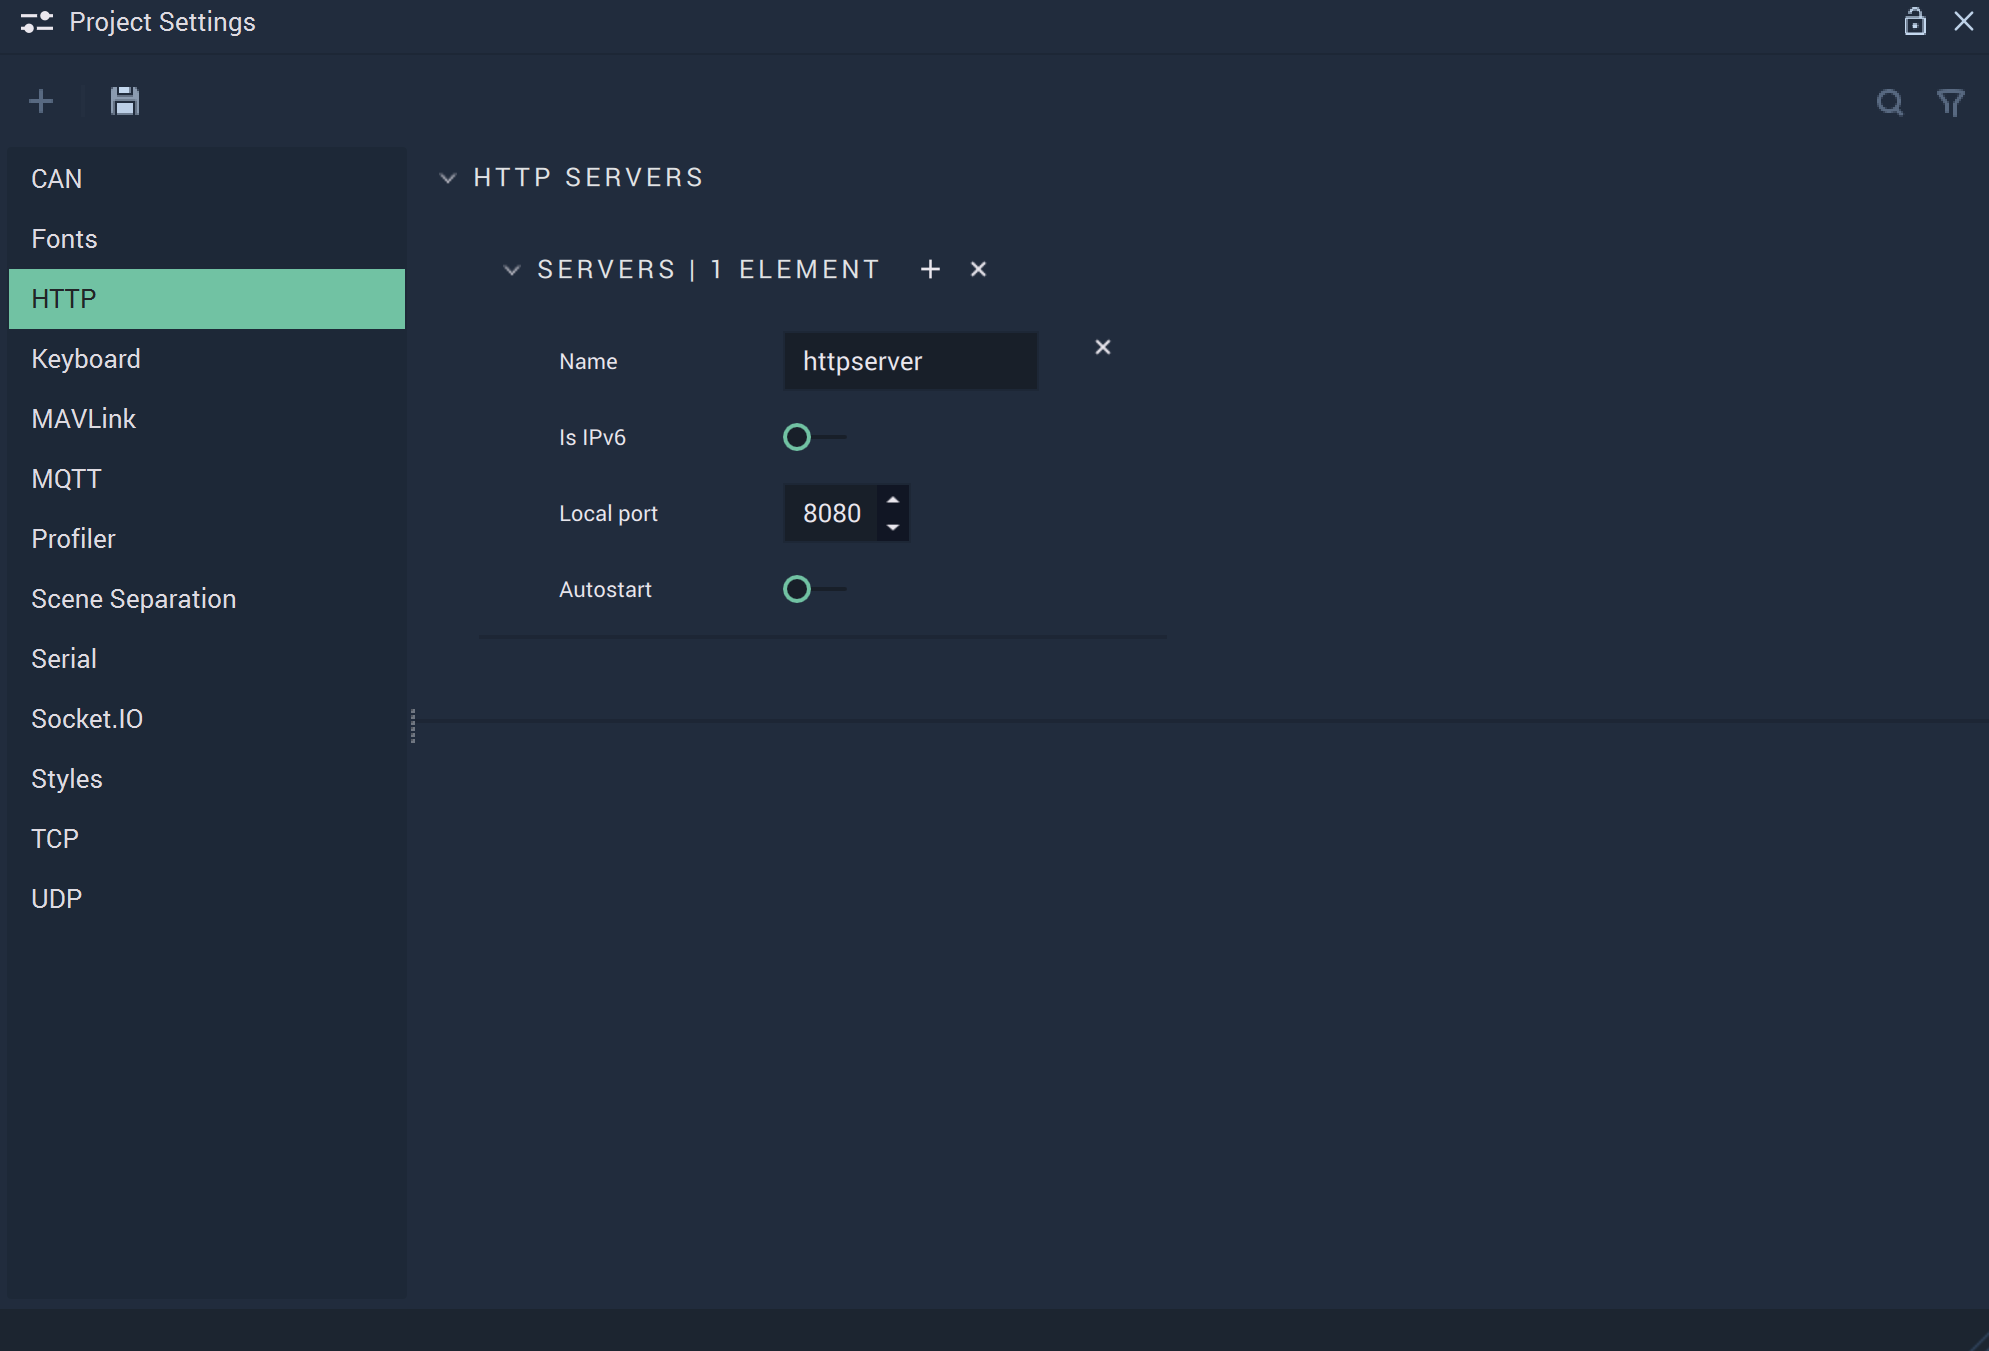 Project Settings
CAN
Fonts
HTTP
Keyboard
MAVLink
MQTT
Profiler
Scene Separation
Serial
Socket.IO
Styles
TCP
UDP
HTTP SERVERS
SERVERS | 1 ELEMENT
Name httpserver
Is IPv6
Local port 8080
Autostart